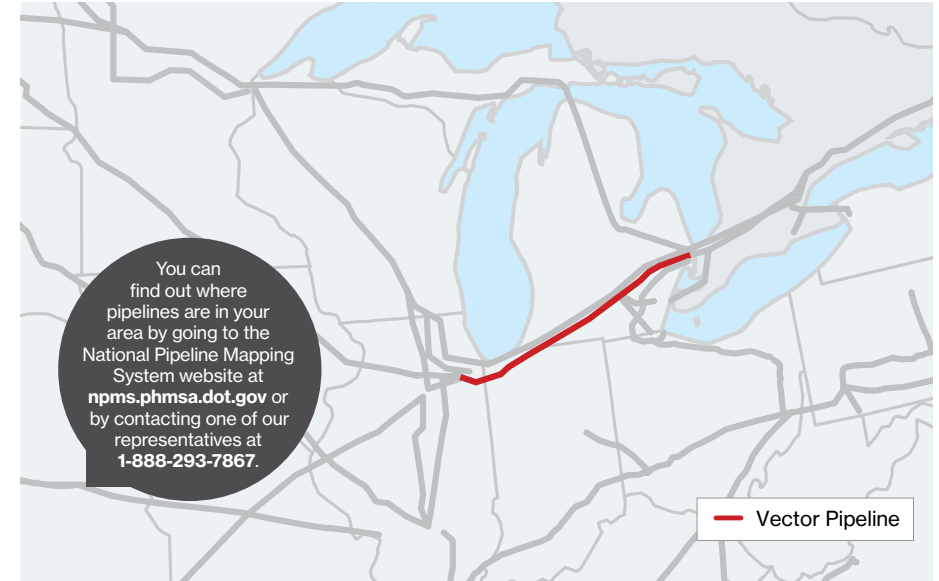 You can
find out where
pipelines are in your
area by going to the
National Pipeline Mapping
System website at
npms.phmsa.dot.gov or
by contacting one of our
representatives at
1-888-293-7867.
Vector Pipeline